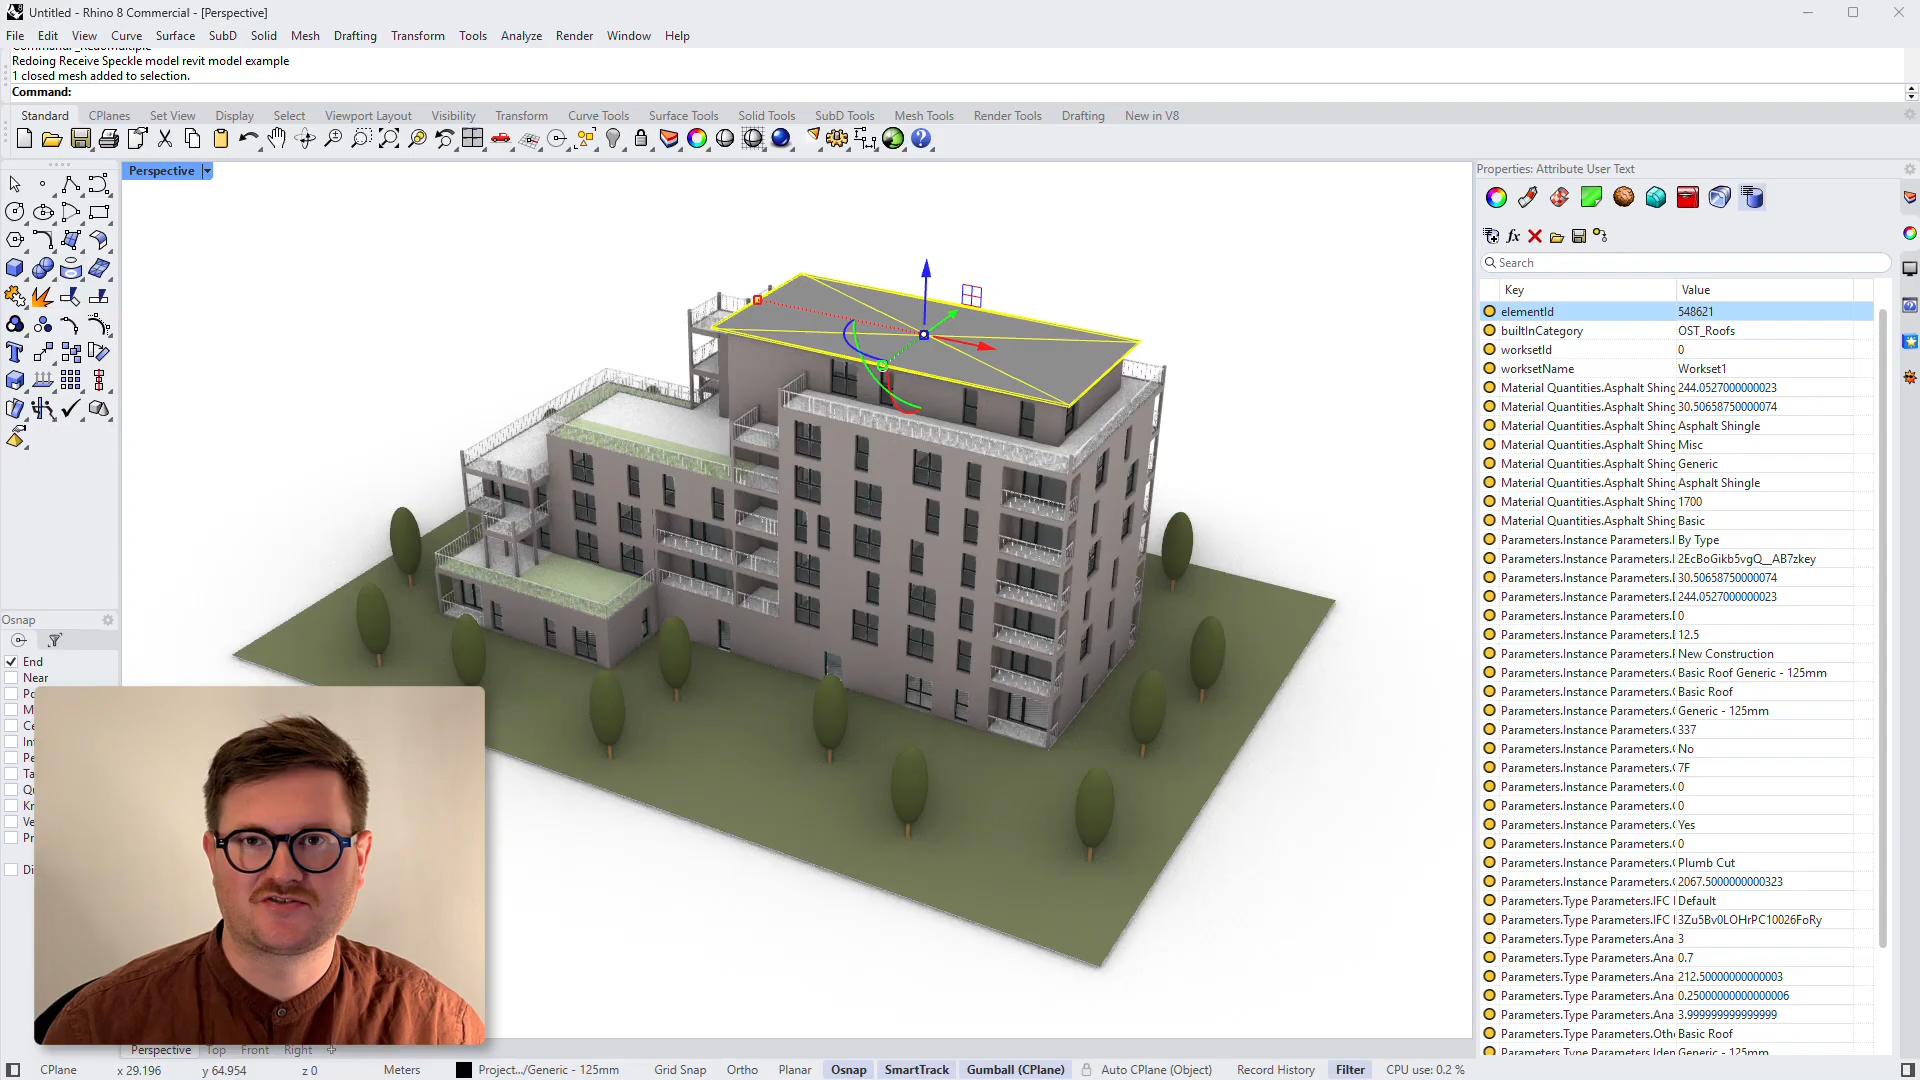 Untitled - Rhino 8 Commercial - [Perspective]
File Edit View Curve Surface SubD Solid Mesh Drafting Transform Tools Analyze Render Window Help
Redoing Receive Speckle model revit model example
1 closed mesh added to selection.
Command:
Standard CPlanes Set View Display Select Viewport Layout Visibility Transform Curve Tools Surface Tools Solid Tools SubD Tools Mesh Tools Render Tools Drafting New in V8
Perspective
Properties: Attribute User Text
Search
Key Value
elementId 548621
builtInCategory OST_Roofs
worksetId 0
worksetName Workset1
Material Quantities.Asphalt Shing 244.0527000000023
Material Quantities.Asphalt Shing 30.50658750000074
Material Quantities.Asphalt Shing Asphalt Shingle
Material Quantities.Asphalt Shing Misc
Material Quantities.Asphalt Shing Generic
Material Quantities.Asphalt Shing Asphalt Shingle
Material Quantities.Asphalt Shing 1700
Material Quantities.Asphalt Shing Basic
Parameters.Instance Parameters. By Type
Parameters.Instance Parameters.I 2EcBoGikb5vgQ__AB7zkey
Parameters.Instance Parameters.D 30.50658750000074
Parameters.Instance Parameters.D 244.0527000000023
Parameters.Instance Parameters.D 0
Parameters.Instance Parameters.D 12.5
Parameters.Instance Parameters.P New Construction
Parameters.Instance Parameters.C Basic Roof Generic - 125mm
Parameters.Instance Parameters.C Basic Roof
Parameters.Instance Parameters.C Generic - 125mm
Parameters.Instance Parameters.C 337
Parameters.Instance Parameters.C No
Parameters.Instance Parameters.C 7F
Parameters.Instance Parameters.C 0
Parameters.Instance Parameters.C 0
Parameters.Instance Parameters.C Yes
Parameters.Instance Parameters.C 0
Parameters.Instance Parameters.C Plumb Cut
Parameters.Instance Parameters.C 2067.5000000000323
Parameters.Type Parameters.IFC Default
Parameters.Type Parameters.IFC 3Zu5Bv0LOHrPC10026FoRy
Parameters.Type Parameters.Ana 3
Parameters.Type Parameters.Ana 0.7
Parameters.Type Parameters.Ana 212.50000000000003
Parameters.Type Parameters.Ana 0.25000000000000006
Parameters.Type Parameters.Ana 3.999999999999999
Parameters.Type Parameters.Othe Basic Roof
Parameters.Type Parameters.Iden Generic - 125mm
Osnap
End
Near
Perspective Top Front Right
CPlane x 29.196 y 64.954 z 0 Meters Project.../Generic - 125mm Grid Snap Ortho Planar Osnap SmartTrack Gumball (CPlane) Auto CPlane (Object) Record History Filter CPU use: 0.2 %